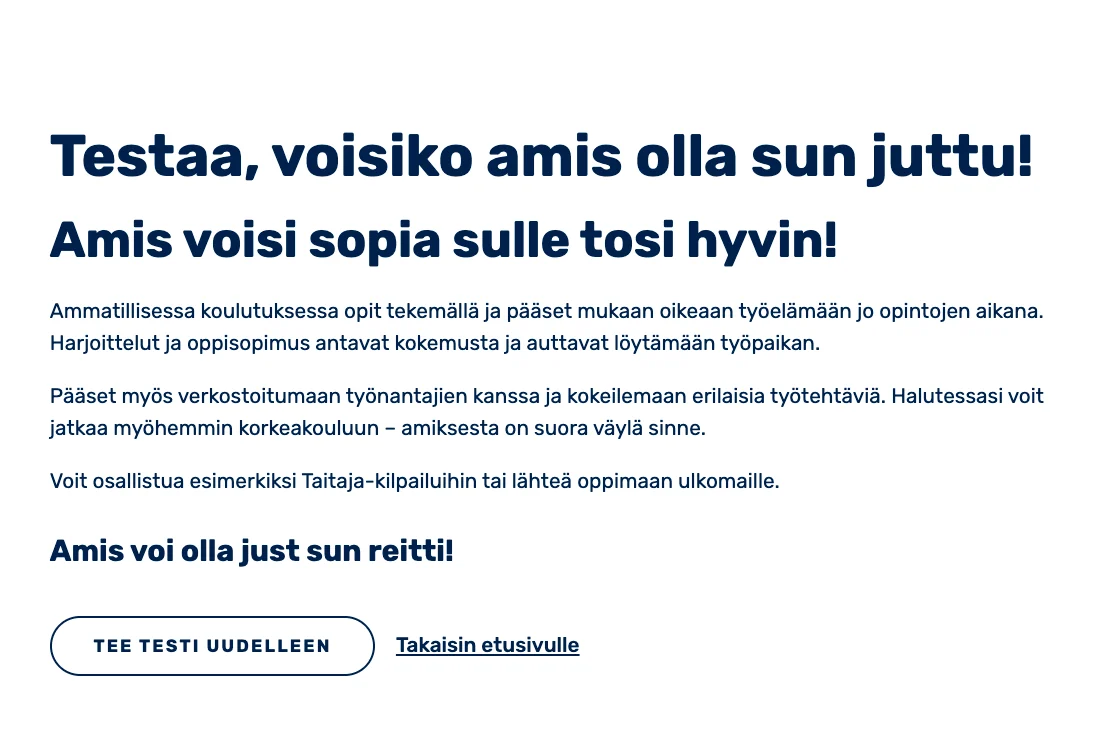 Testaa, voisiko amis olla sun juttu!
Amis voisi sopia sulle tosi hyvin!
Ammatillisessa koulutuksessa opit tekemällä ja pääset mukaan oikeaan työelämään jo opintojen aikana.
Harjoittelut ja oppisopimus antavat kokemusta ja auttavat löytämään työpaikan.
Pääset myös verkostoitumaan työnantajien kanssa ja kokeilemaan erilaisia työtehtäviä. Halutessasi voit
jatkaa myöhemmin korkeakouluun – amiksesta on suora väylä sinne.
Voit osallistua esimerkiksi Taitaja-kilpailuihin tai lähteä oppimaan ulkomaille.
Amis voi olla just sun reitti!
TEE TESTI UUDELLEEN
Takaisin etusivulle